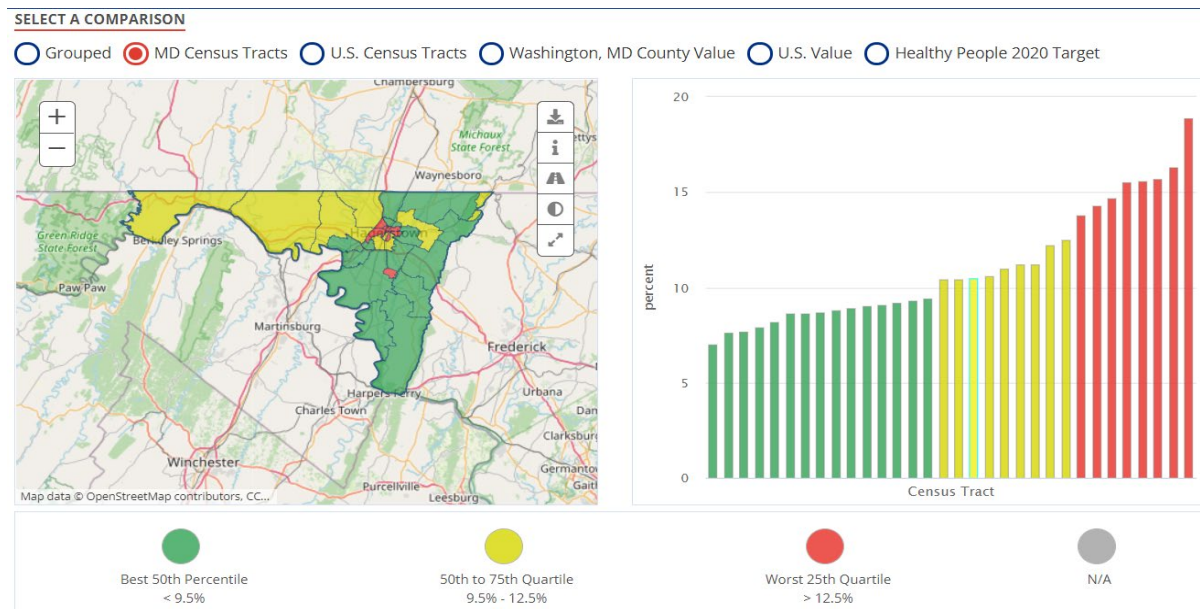 SELECT A COMPARISON
Grouped MD Census Tracts U.S. Census Tracts Washington, MD County Value U.S. Value Healthy People 2020 Target
Chambersburg
Michaux
State Forest
Waynesboro
Green Ridge
State Forest
Berkeley Springs
Hagerstown
Paw Paw
Martinsburg
Frederick
Harpers Ferry
Urbana
Charles Town
Winchester
Purcellville
Leesburg
Map data © OpenStreetMap contributors, CC...
20
15
10
5
0
percent
Census Tract
Best 50th Percentile
< 9.5%
50th to 75th Quartile
9.5% - 12.5%
Worst 25th Quartile
> 12.5%
N/A